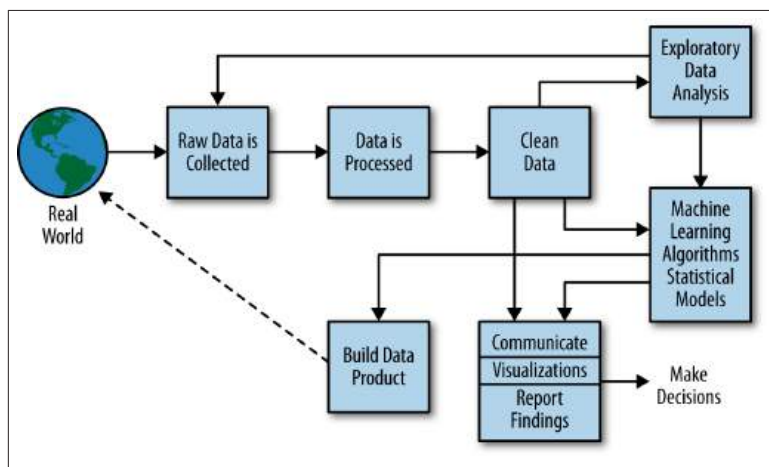 Real
World
Raw Data is
Collected
Data is
Processed
Clean
Data
Exploratory
Data
Analysis
Machine
Learning
Algorithms
Statistical
Models
Build Data
Product
Communicate
Visualizations
Report
Findings
Make
Decisions